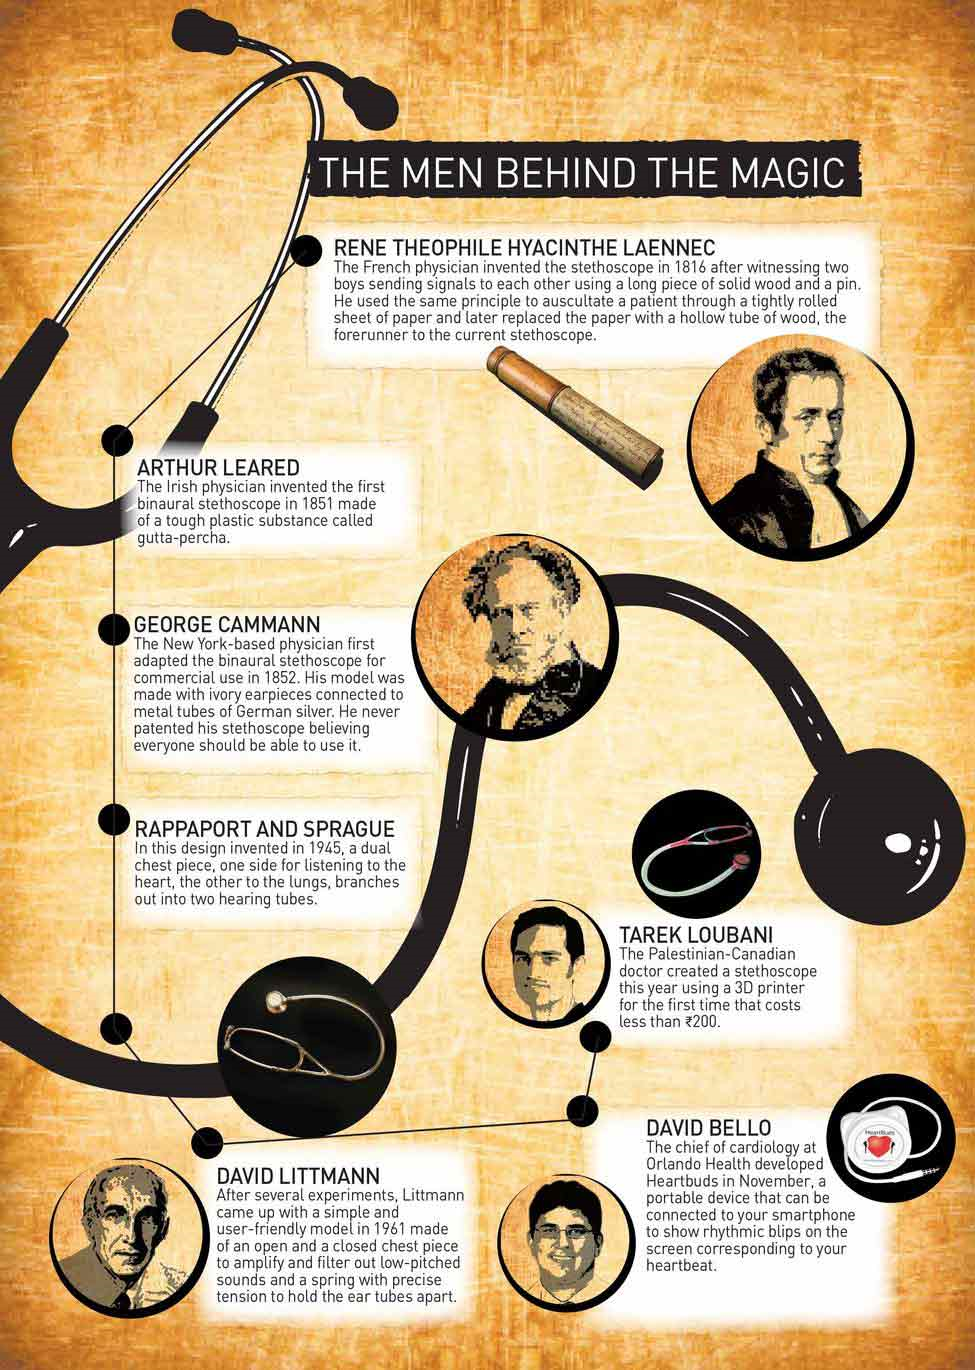 THE MEN BEHIND THE MAGIC
RENE THEOPHILE HYACINTHE LAENNEC
The French physician invented the stethoscope in 1816 after witnessing two
boys sending signals to each other using a long piece of solid wood and a pin.
He used the same principle to auscultate a patient through a tightly rolled
sheet of paper and later replaced the paper with a hollow tube of wood, the
forerunner to the current stethoscope.
ARTHUR LEARED
The Irish physician invented the first
binaural stethoscope in 1851 made
of a tough plastic substance called
gutta-percha.
GEORGE CAMMANN
The New York-based physician first
adapted the binaural stethoscope for
commercial use in 1852. His model was
made with ivory earpieces connected to
metal tubes of German silver. He never
patented his stethoscope believing
everyone should be able to use it.
RAPPAPORT AND SPRAGUE
In this design invented in 1945, a dual
chest piece, one side for listening to the
heart, the other to the lungs, branches
out into two hearing tubes.
TAREK LOUBANI
The Palestinian-Canadian
doctor created a stethoscope
this year using a 3D printer
for the first time that costs
less than ₹200.
DAVID LITTMANN
After several experiments, Littmann
came up with a simple and
user-friendly model in 1961 made
of an open and a closed chest piece
to amplify and filter out low-pitched
sounds and a spring with precise
tension to hold the ear tubes apart.
DAVID BELLO
The chief of cardiology at
Orlando Health developed
Heartbuds in November, a
portable device that can be
connected to your smartphone
to show rhythmic blips on the
screen corresponding to your
heartbeat.
HeartBuds